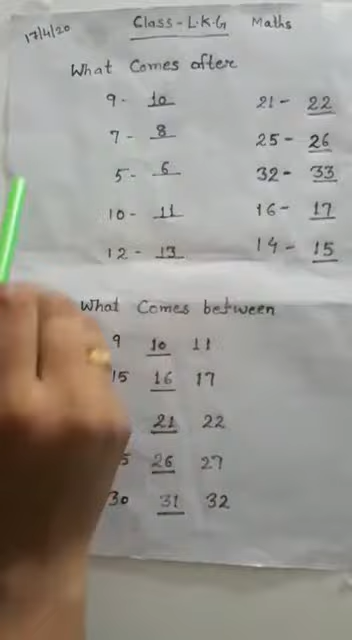 17/4/20 Class - L.K.G Maths
What Comes after
9 - 10 21 - 22
7 - 8 25 - 26
5 - 6 32 - 33
10 - 11 16 - 17
12 - 13 14 - 15
What Comes between
9 10 11
15 16 17
21 22
5 26 27
30 31 32